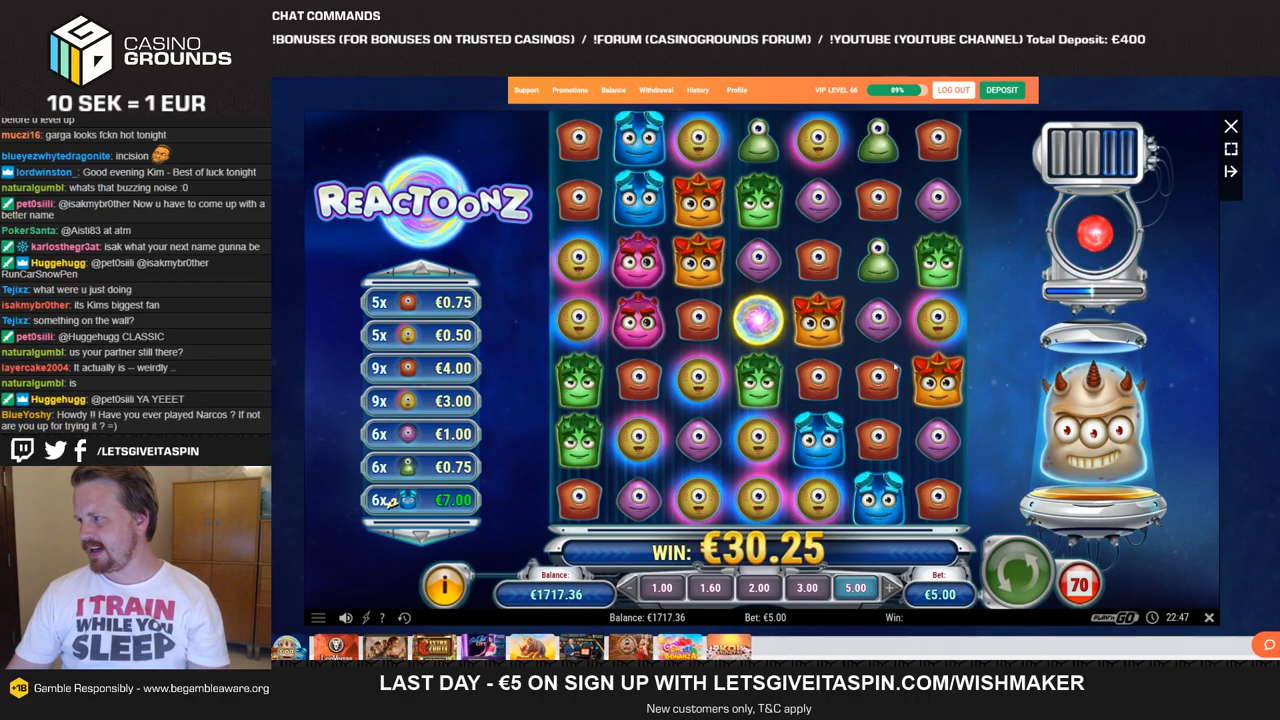 CHAT COMMANDS
!BONUSES (FOR BONUSES ON TRUSTED CASINOS) / !FORUM (CASINOGROUNDS FORUM) / !YOUTUBE (YOUTUBE CHANNEL) Total Deposit: €400
CASINO
GROUNDS
10 SEK = 1 EUR
before u level up
muczi16: garga looks fckn hot tonight
blueyezwhytedragonite: incision
lordwinston_: Good evening Kim - Best of luck tonight
naturalgumbl: whats that buzzing noise :0
pet0siili: @isakmybr0ther Now u have to come up with a
better name
PokerSanta: @Aisti83 at atm
karlosthegr3at: isak what your next name gunna be
Huggehugg: @pet0siili @isakmybr0ther
RunCarSnowPen
Tejixz: what were u just doing
isakmybr0ther: its Kims biggest fan
Tejixz: something on the wall?
pet0siili: @Huggehugg CLASSIC
naturalgumbl: us your partner still there?
layercake2004: It actually is -- weirdly ..
naturalgumbl: is
Huggehugg: @pet0siili YA YEEET
BlueYoshy: Howdy !! Have you ever played Narcos ? If not
are you up for trying it ? =)
/LETSGIVEITASPIN
Support Promotions Balance Withdrawal History Profile VIP LEVEL 66 89% LOG OUT DEPOSIT
REACTOONZ
5x €0.75
5x €0.50
9x €4.00
9x €3.00
6x €1.00
6x €0.75
6x €7.00
WIN: €30.25
Balance:
€1717.36
1.00 1.60 2.00 3.00 5.00
Bet:
€5.00
70
Balance: €1717.36 Bet: €5.00 Win: PLAY'N GO 22:47
I TRAIN
WHILE YOU
SLEEP
+18 Gamble Responsibly - www.begambleaware.org
LAST DAY - €5 ON SIGN UP WITH LETSGIVEITASPIN.COM/WISHMAKER
New customers only, T&C apply